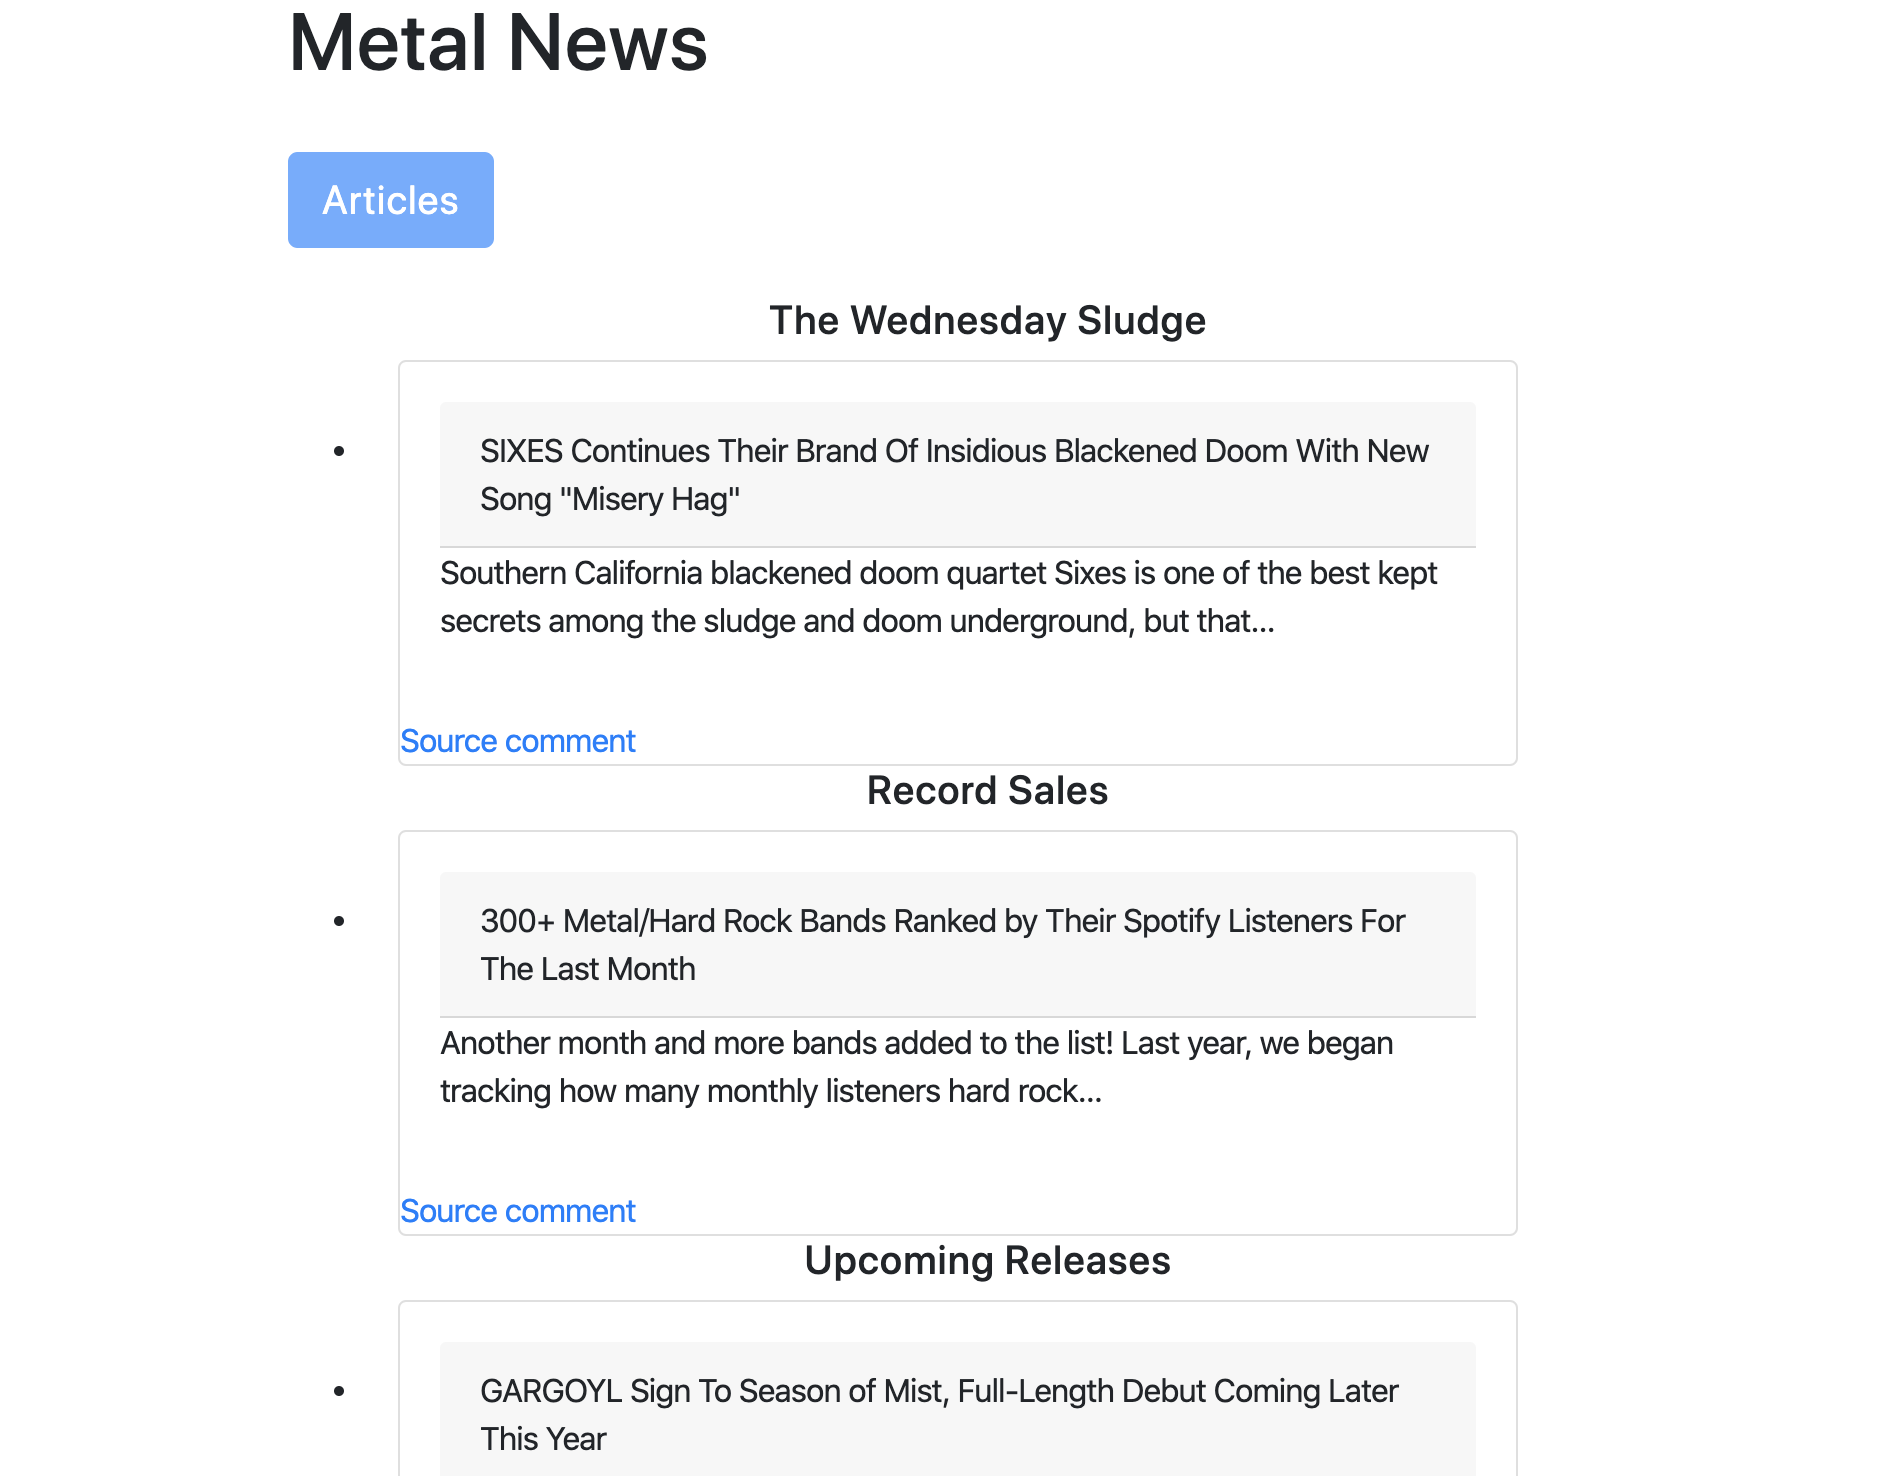 Metal News
Articles
The Wednesday Sludge
SIXES Continues Their Brand Of Insidious Blackened Doom With New
Song "Misery Hag"
Southern California blackened doom quartet Sixes is one of the best kept
secrets among the sludge and doom underground, but that...
Source comment
Record Sales
300+ Metal/Hard Rock Bands Ranked by Their Spotify Listeners For
The Last Month
Another month and more bands added to the list! Last year, we began
tracking how many monthly listeners hard rock...
Source comment
Upcoming Releases
GARGOYL Sign To Season of Mist, Full-Length Debut Coming Later
This Year